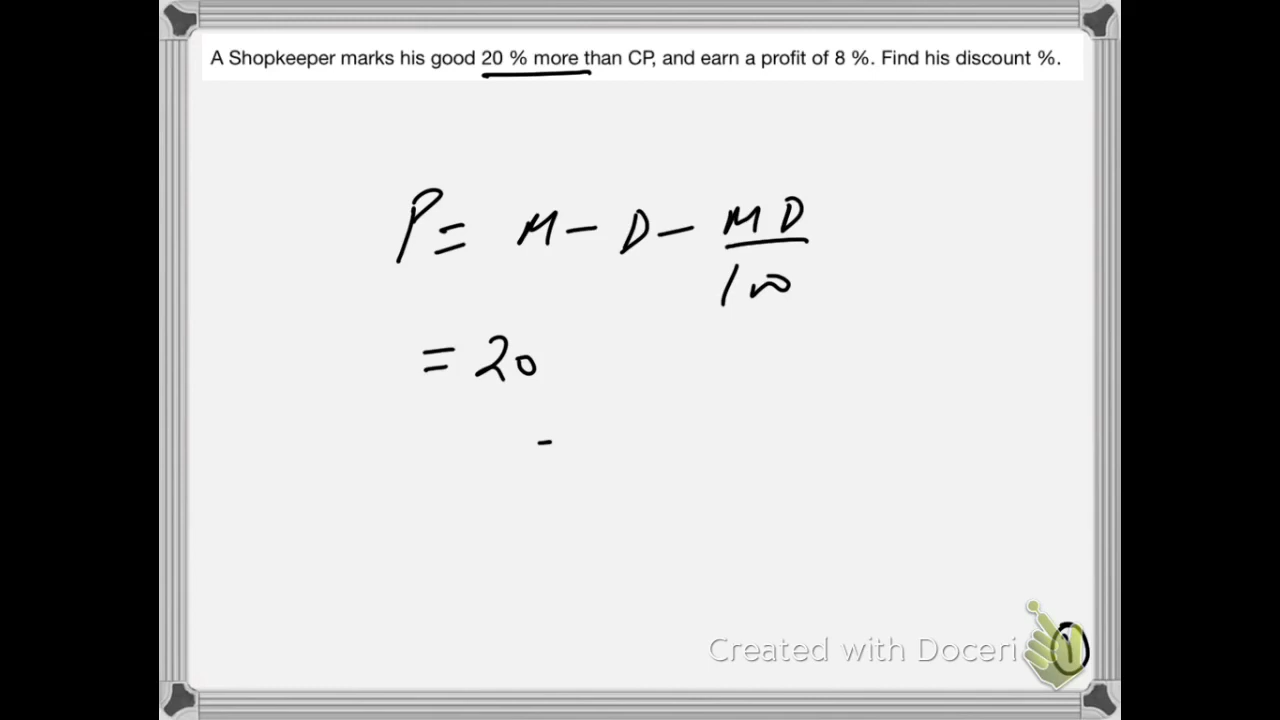 A Shopkeeper marks his good 20 % more than CP, and earn a profit of 8 %. Find his discount %.
P = M - D - MD
100
= 20
-
Created with Doceri
1